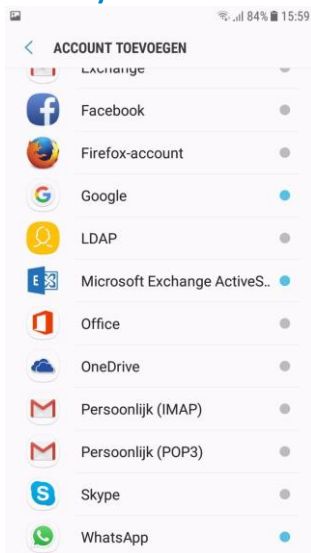 84% 15:59
ACCOUNT TOEVOEGEN
Exchange
Facebook
Firefox-account
Google
LDAP
Microsoft Exchange ActiveS..
Office
OneDrive
Persoonlijk (IMAP)
Persoonlijk (POP3)
Skype
WhatsApp